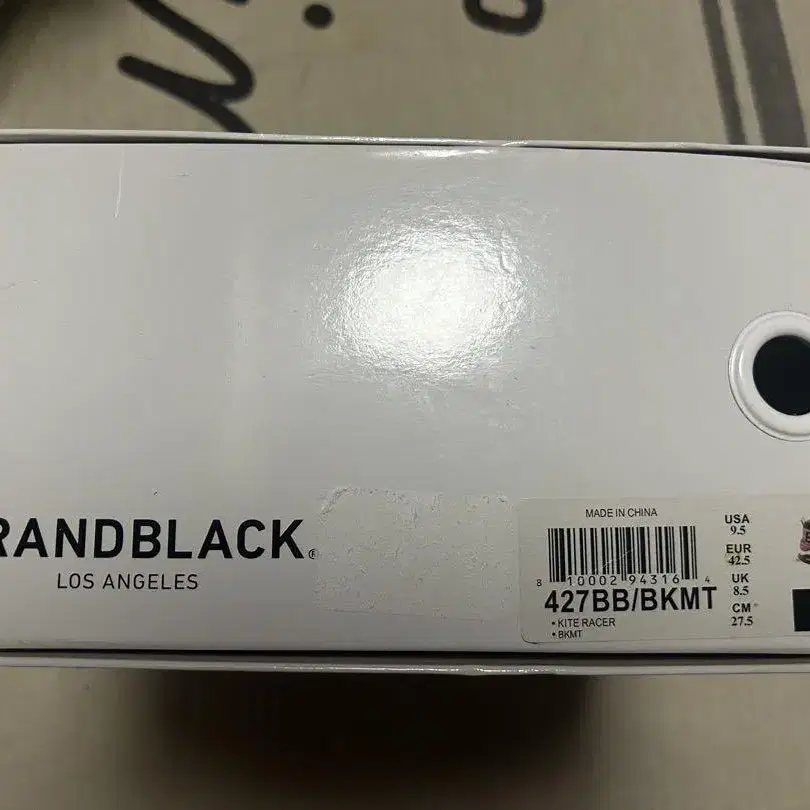 RANDBLACK®
LOS ANGELES
MADE IN CHINA
8 10002 94316 4
427BB/BKMT
• KITE RACER
• BKMT
USA
9.5
EUR
42.5
UK
8.5
CM
27.5